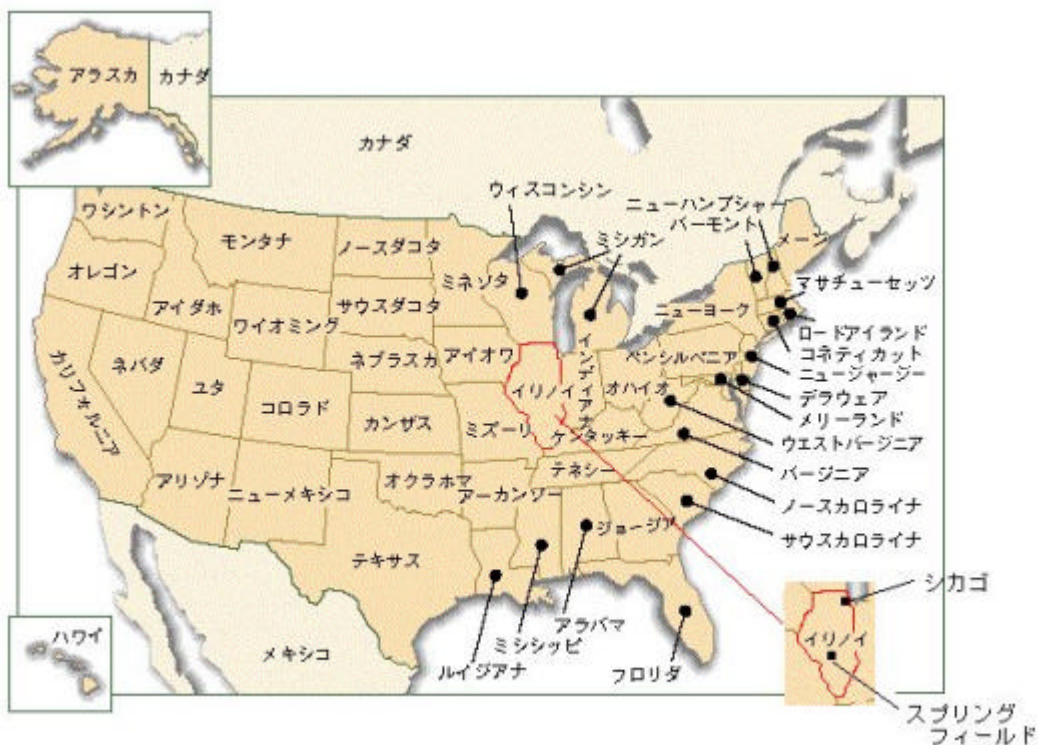 アラスカ
カナダ
カナダ
ウィスコンシン
ニューハンプシャー
バーモント
ミシガン
メーン
ワシントン
モンタナ
ノースダコタ
ミネソタ
オレゴン
アイダホ
サウスダコタ
マサチューセッツ
ワイオミング
ニューヨーク
ロードアイランド
コネティカット
ネブラスカ
アイオワ
インディアナ
ペンシルベニア
ニュージャージー
カリフォルニア
ネバダ
ユタ
コロラド
イリノイ
オハイオ
デラウェア
メリーランド
カンザス
ミズーリ
ケンタッキー
ウエストバージニア
アリゾナ
ニューメキシコ
オクラホマ
アーカンソー
テネシー
バージニア
ノースカロライナ
ジョージア
サウスカロライナ
テキサス
シカゴ
アラバマ
ミシシッピ
ルイジアナ
フロリダ
イリノイ
ハワイ
メキシコ
スプリング
フィールド